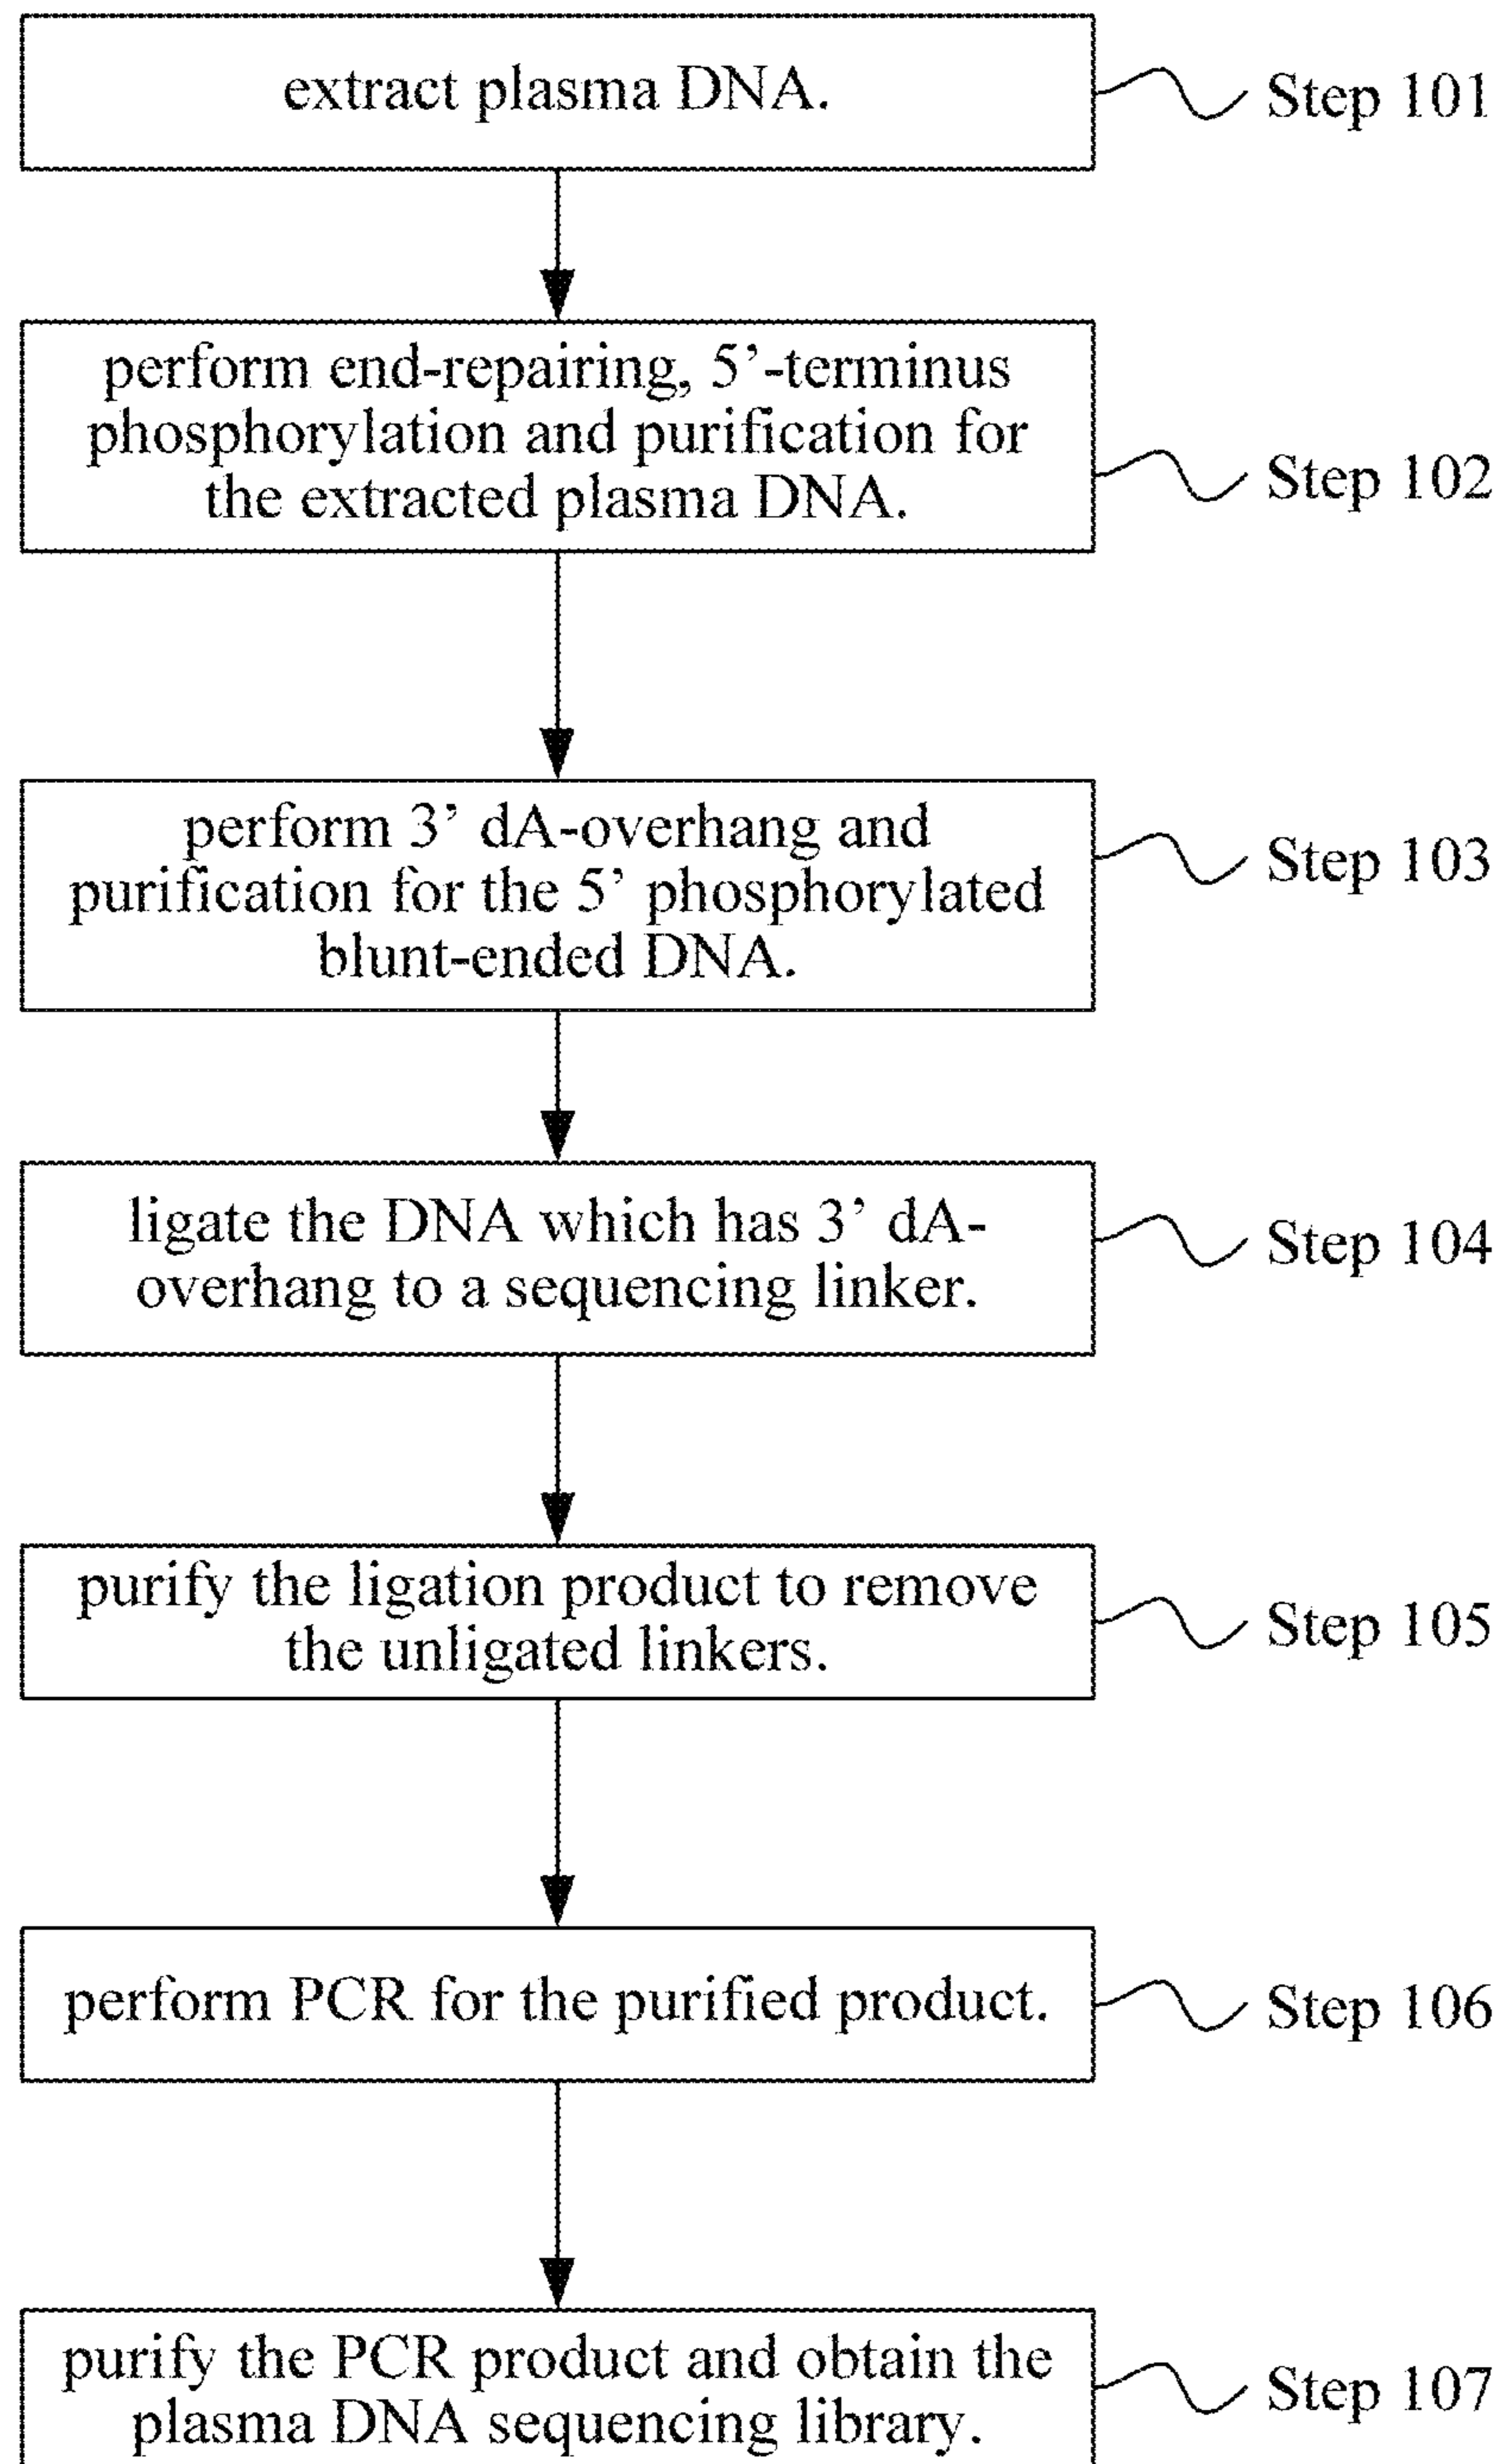 extract plasma DNA.
Step 101
perform end-repairing, 5’-terminus
phosphorylation and purification for
the extracted plasma DNA.
Step 102
perform 3’ dA-overhang and
purification for the 5’ phosphorylated
blunt-ended DNA.
Step 103
ligate the DNA which has 3’ dA-
overhang to a sequencing linker.
Step 104
purify the ligation product to remove
the unligated linkers.
Step 105
perform PCR for the purified product.
Step 106
purify the PCR product and obtain the
plasma DNA sequencing library.
Step 107